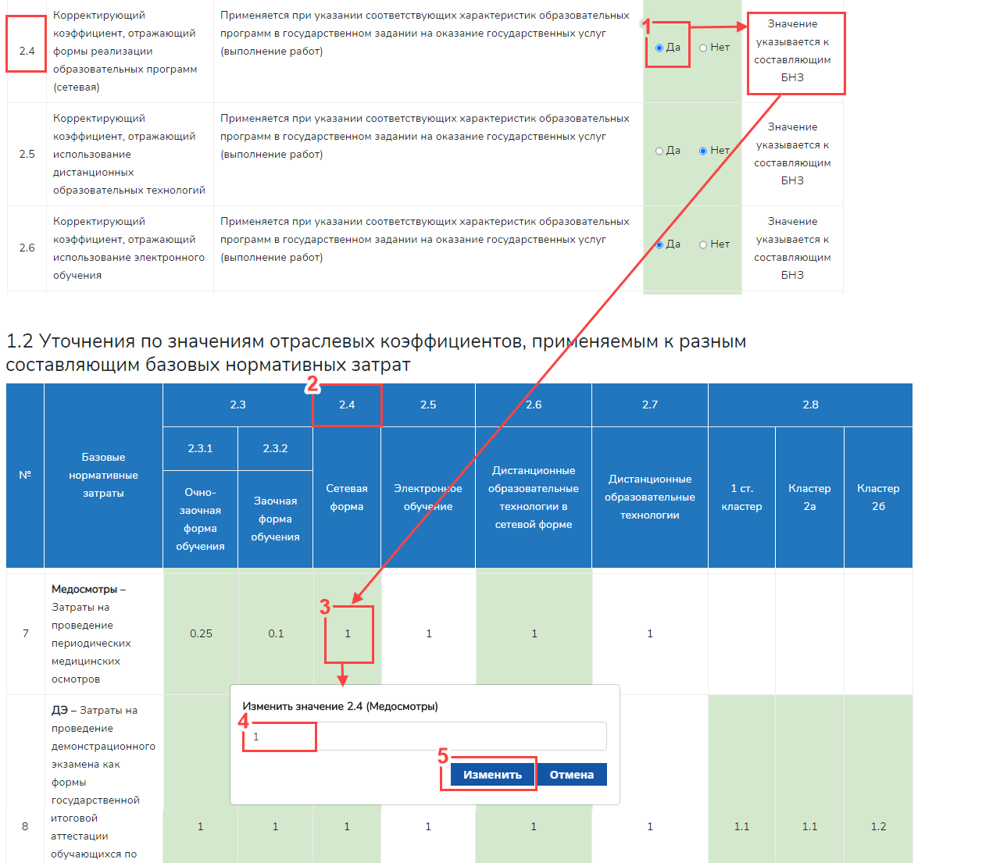 2.4
Корректирующий
коэффициент, отражающий
формы реализации
образовательных программ
(сетевая)
Применяется при указании соответствующих характеристик образовательных
программ в государственном задании на оказание государственных услуг
(выполнение работ)
1
Да Нет
Значение
указывается к
составляющим
БНЗ
2.5
Корректирующий
коэффициент, отражающий
использование
дистанционных
образовательных технологий
Применяется при указании соответствующих характеристик образовательных
программ в государственном задании на оказание государственных услуг
(выполнение работ)
Да Нет
Значение
указывается к
составляющим
БНЗ
2.6
Корректирующий
коэффициент, отражающий
использование электронного
обучения
Применяется при указании соответствующих характеристик образовательных
программ в государственном задании на оказание государственных услуг
(выполнение работ)
Да Нет
Значение
указывается к
составляющим
БНЗ
1.2 Уточнения по значениям отраслевых коэффициентов, применяемым к разным
составляющим базовых нормативных затрат
№
Базовые
нормативные
затраты
2.3
2
2.4
2.5
2.6
2.7
2.8
2.3.1
2.3.2
Очно-
заочная
форма
обучения
Заочная
форма
обучения
Сетевая
форма
Электронное
обучение
Дистанционные
образовательные
технологии в
сетевой форме
Дистанционные
образовательные
технологии
1 ст.
кластер
Кластер
2а
Кластер
2б
7
Медосмотры –
Затраты на
проведение
периодических
медицинских
осмотров
0.25
0.1
3
1
1
1
1
8
ДЭ – Затраты на
проведение
демонстрационного
экзамена как
формы
государственной
итоговой
аттестации
обучающихся по
1
1
1
1
1
1
1.1
1.1
1.2
Изменить значение 2.4 (Медосмотры)
4
1
5
Изменить
Отмена